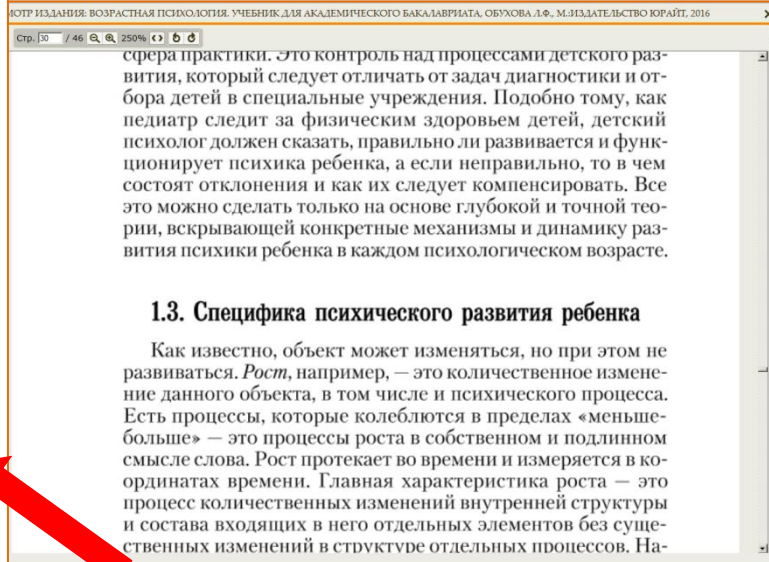 ИОТР ИЗДАНИЯ: ВОЗРАСТНАЯ ПСИХОЛОГИЯ. УЧЕБНИК ДЛЯ АКАДЕМИЧЕСКОГО БАКАЛАВРИАТА, ОБУХОВА Л.Ф., М.:ИЗДАТЕЛЬСТВО ЮРАЙТ, 2016
Стр. 30 / 46 250%
сфера практики. Это контроль над процессами детского раз-
вития, который следует отличать от задач диагностики и от-
бора детей в специальные учреждения. Подобно тому, как
педиатр следит за физическим здоровьем детей, детский
психолог должен сказать, правильно ли развивается и функ-
ционирует психика ребенка, а если неправильно, то в чем
состоят отклонения и как их следует компенсировать. Все
это можно сделать только на основе глубокой и точной тео-
рии, вскрывающей конкретные механизмы и динамику раз-
вития психики ребенка в каждом психологическом возрасте.
1.3. Специфика психического развития ребенка
Как известно, объект может изменяться, но при этом не
развиваться. Рост, например, — это количественное измене-
ние данного объекта, в том числе и психического процесса.
Есть процессы, которые колеблются в пределах «меньше-
больше» — это процессы роста в собственном и подлинном
смысле слова. Рост протекает во времени и измеряется в ко-
ординатах времени. Главная характеристика роста — это
процесс количественных изменений внутренней структуры
и состава входящих в него отдельных элементов без суще-
ственных изменений в структуре отдельных процессов. На-